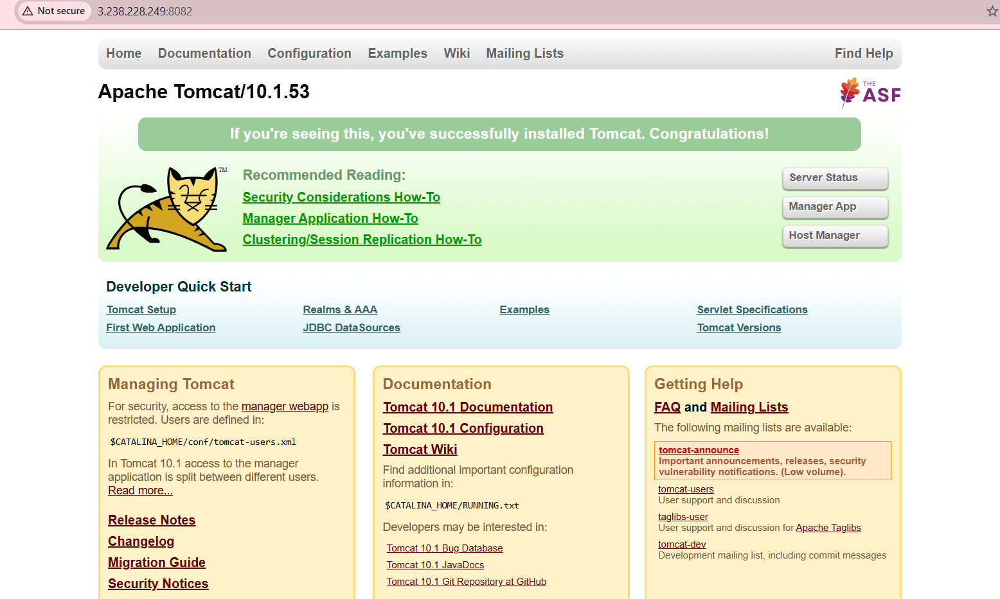 Not secure
3.238.228.249:8082
Home Documentation Configuration Examples Wiki Mailing Lists Find Help
Apache Tomcat/10.1.53
THE
ASF
If you're seeing this, you've successfully installed Tomcat. Congratulations!
TM
Recommended Reading:
Security Considerations How-To
Manager Application How-To
Clustering/Session Replication How-To
Server Status
Manager App
Host Manager
Developer Quick Start
Tomcat Setup
First Web Application
Realms & AAA
JDBC DataSources
Examples
Servlet Specifications
Tomcat Versions
Managing Tomcat
For security, access to the manager webapp is
restricted. Users are defined in:
$CATALINA_HOME/conf/tomcat-users.xml
In Tomcat 10.1 access to the manager
application is split between different users.
Read more...
Release Notes
Changelog
Migration Guide
Security Notices
Documentation
Tomcat 10.1 Documentation
Tomcat 10.1 Configuration
Tomcat Wiki
Find additional important configuration
information in:
$CATALINA_HOME/RUNNING.txt
Developers may be interested in:
Tomcat 10.1 Bug Database
Tomcat 10.1 JavaDocs
Tomcat 10.1 Git Repository at GitHub
Getting Help
FAQ and Mailing Lists
The following mailing lists are available:
tomcat-announce
Important announcements, releases, security
vulnerability notifications. (Low volume).
tomcat-users
User support and discussion
taglibs-user
User support and discussion for Apache Taglibs
tomcat-dev
Development mailing list, including commit messages